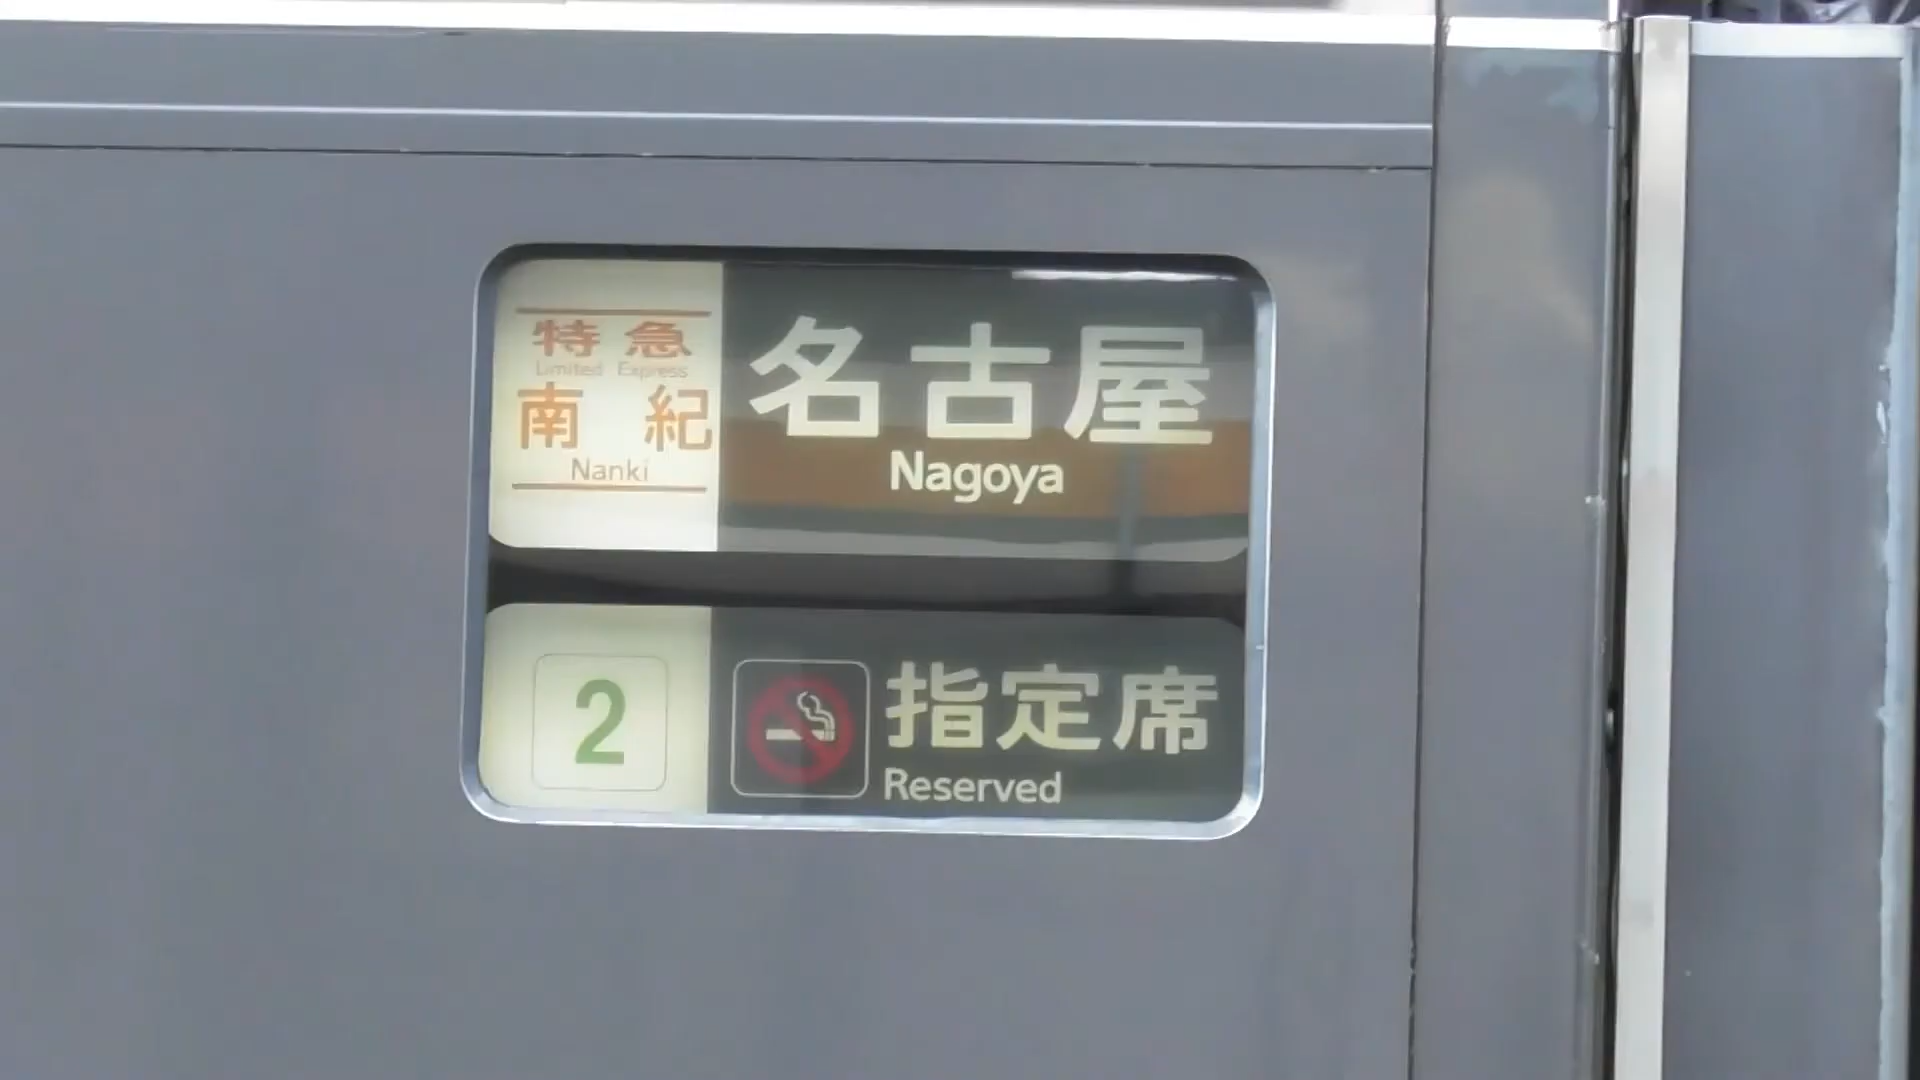 特急
Limited Express
南紀
Nanki
名古屋
Nagoya
2
指定席
Reserved